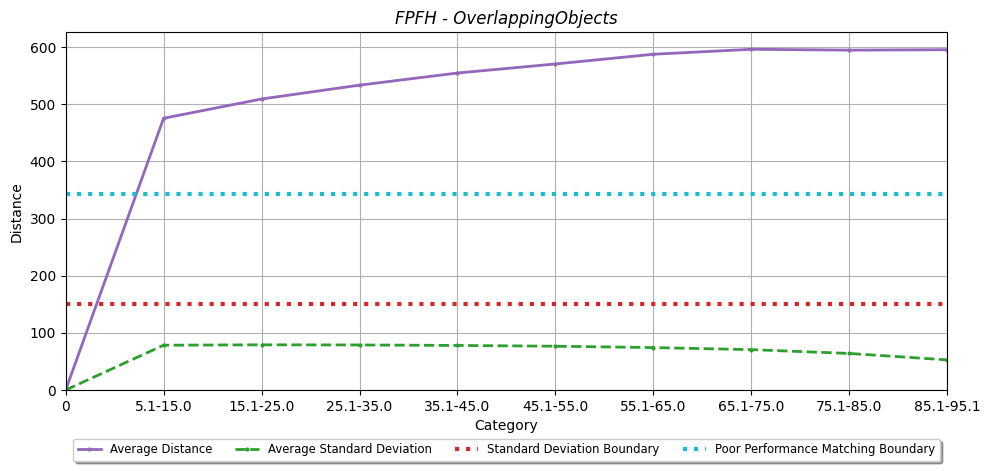 FPFH - OverlappingObjects
600
500
400
300
200
100
0
Distance
0 5.1-15.0 15.1-25.0 25.1-35.0 35.1-45.0 45.1-55.0 55.1-65.0 65.1-75.0 75.1-85.0 85.1-95.1
Category
Average Distance Average Standard Deviation Standard Deviation Boundary Poor Performance Matching Boundary